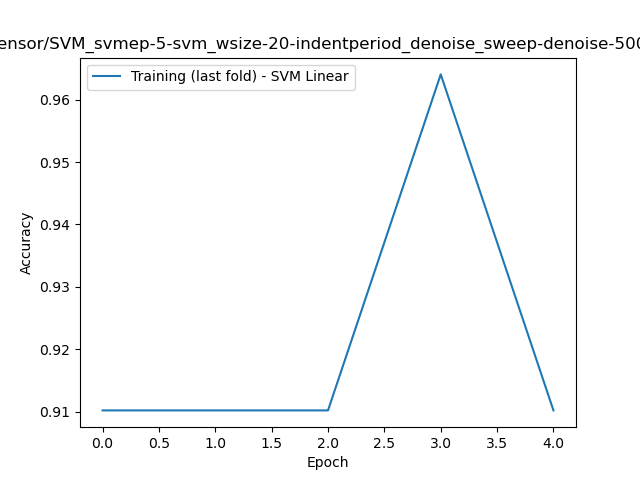 ensor/SVM_svmep-5-svm_wsize-20-indentperiod_denoise_sweep-denoise-500
Training (last fold) - SVM Linear
0.96
0.95
0.94
0.93
0.92
0.91
Accuracy
0.0 0.5 1.0 1.5 2.0 2.5 3.0 3.5 4.0
Epoch